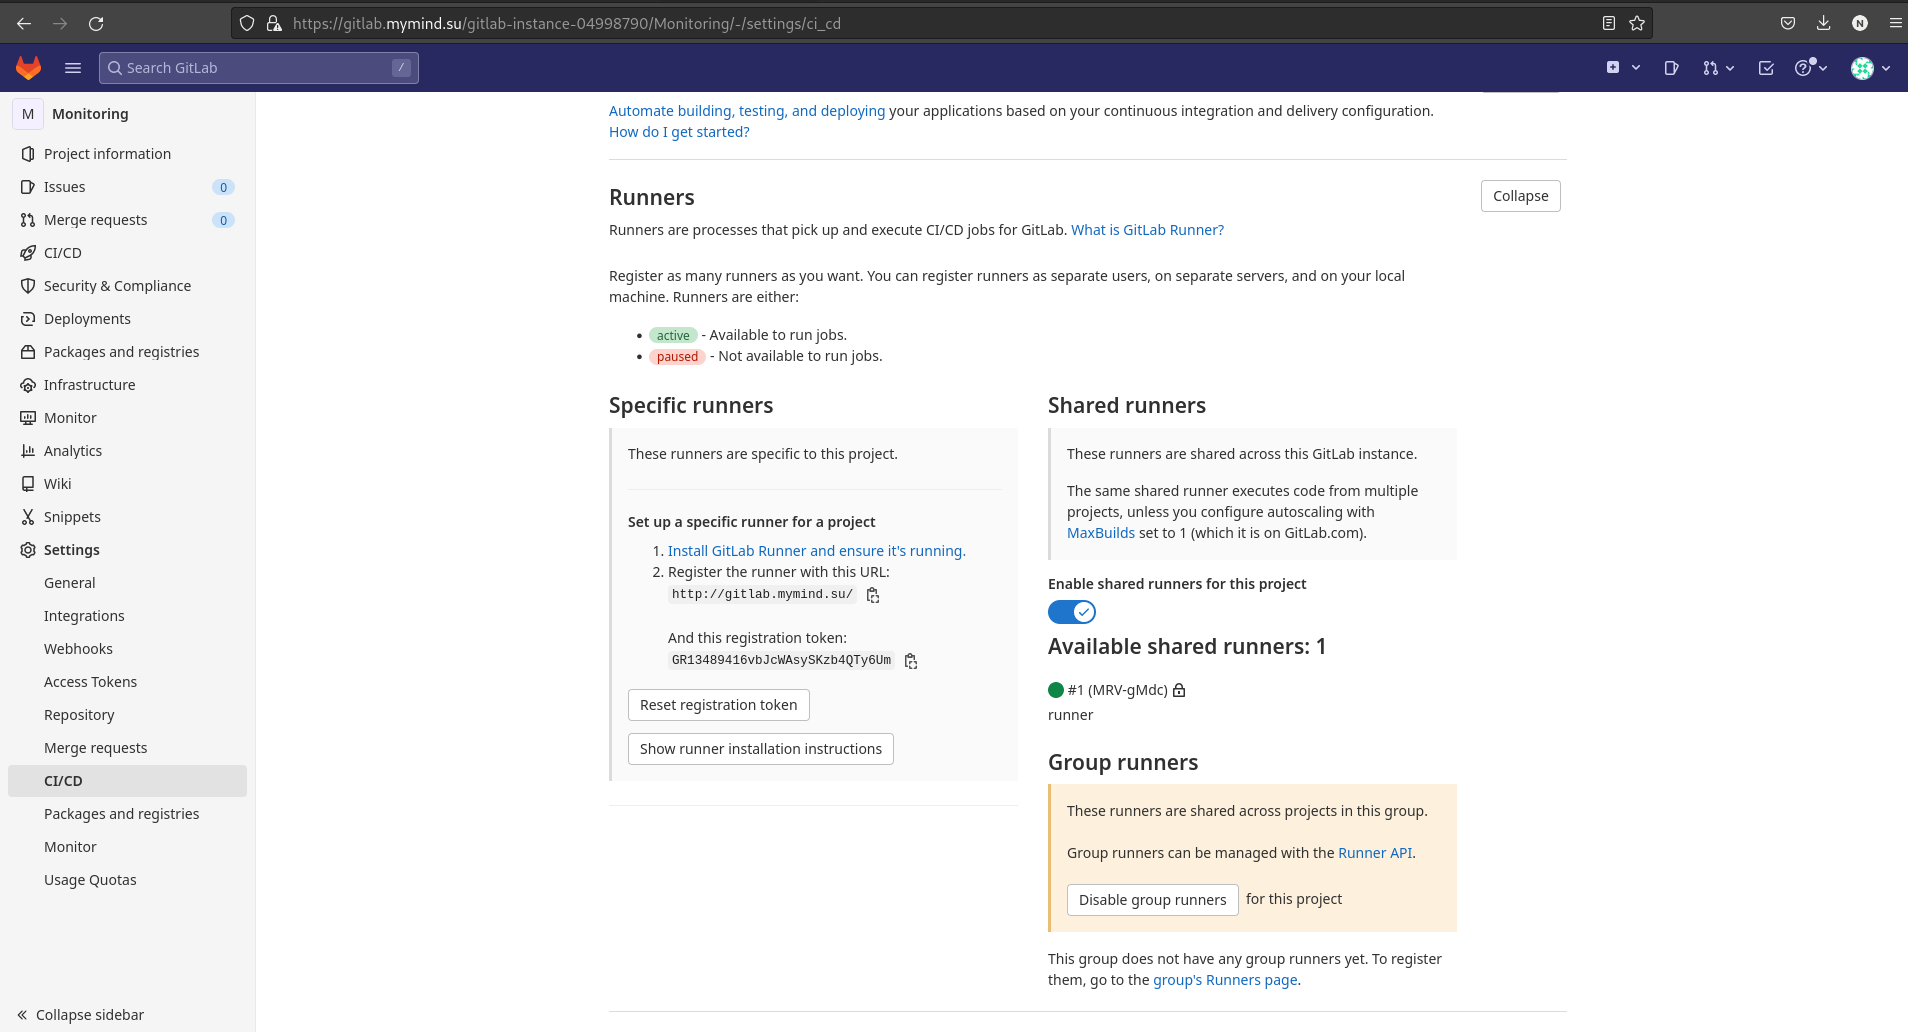 https://gitlab.mymind.su/gitlab-instance-04998790/Monitoring/-/settings/ci_cd
N
Search GitLab
/
M
Monitoring
Project information
Issues
0
Merge requests
0
CI/CD
Security & Compliance
Deployments
Packages and registries
Infrastructure
Monitor
Analytics
Wiki
Snippets
Settings
General
Integrations
Webhooks
Access Tokens
Repository
Merge requests
CI/CD
Packages and registries
Monitor
Usage Quotas
Collapse sidebar
Automate building, testing, and deploying your applications based on your continuous integration and delivery configuration.
How do I get started?
Runners
Collapse
Runners are processes that pick up and execute CI/CD jobs for GitLab. What is GitLab Runner?
Register as many runners as you want. You can register runners as separate users, on separate servers, and on your local
machine. Runners are either:
• active - Available to run jobs.
• paused - Not available to run jobs.
Specific runners
These runners are specific to this project.
Set up a specific runner for a project
1. Install GitLab Runner and ensure it's running.
2. Register the runner with this URL:
http://gitlab.mymind.su/
And this registration token:
GR13489416vbJcWAsySKzb4QTy6Um
Reset registration token
Show runner installation instructions
Shared runners
These runners are shared across this GitLab instance.
The same shared runner executes code from multiple
projects, unless you configure autoscaling with
MaxBuilds set to 1 (which it is on GitLab.com).
Enable shared runners for this project
Available shared runners: 1
#1 (MRV-gMdc)
runner
Group runners
These runners are shared across projects in this group.
Group runners can be managed with the Runner API.
Disable group runners for this project
This group does not have any group runners yet. To register
them, go to the group's Runners page.